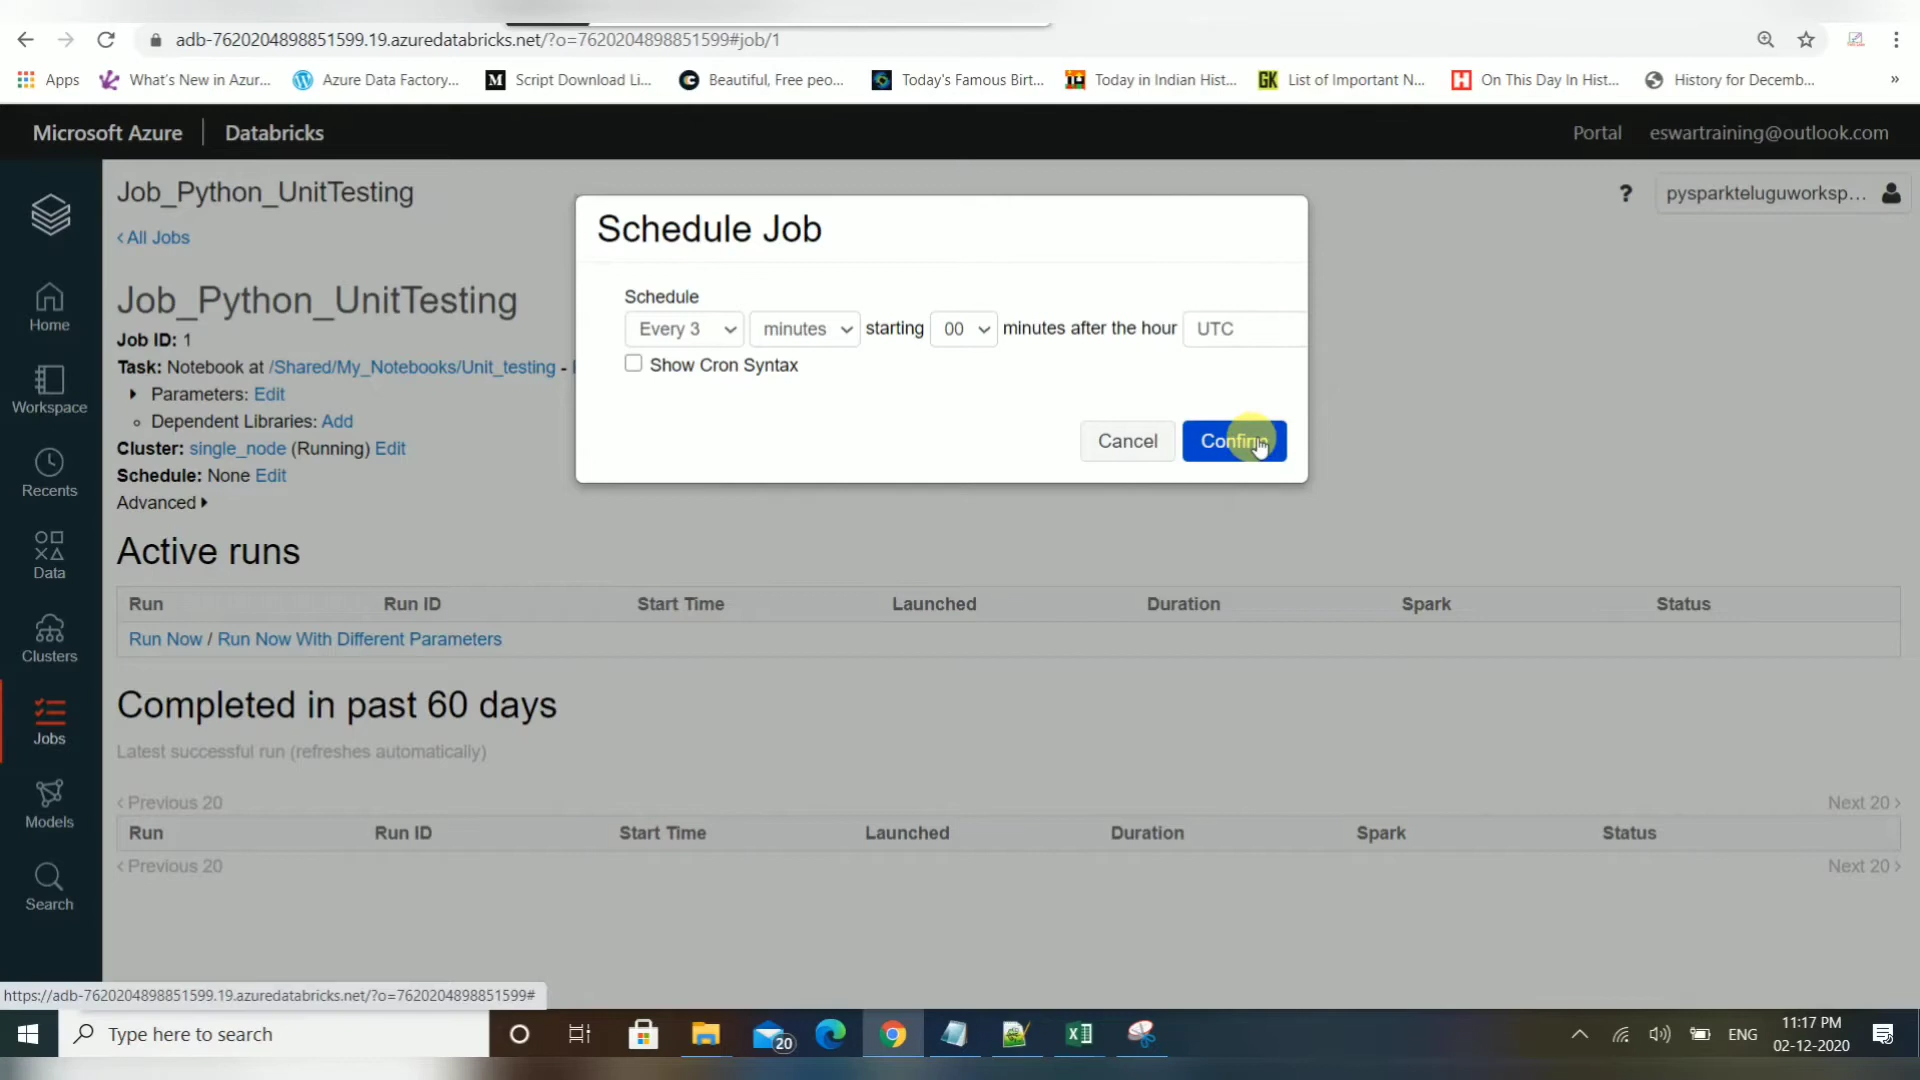 adb-7620204898851599.19.azuredatabricks.net/?o=7620204898851599#job/1
Apps What's New in Azur... Azure Data Factory... Script Download Li... Beautiful, Free peo... Today's Famous Birt... Today in Indian Hist... List of Important N... On This Day In Hist... History for Decemb... »
Microsoft Azure Databricks Portal eswartraining@outlook.com
Job_Python_UnitTesting ? pysparkteluguworksp...
‹ All Jobs
Schedule Job
Schedule
Every 3 minutes starting 00 minutes after the hour UTC
Show Cron Syntax
Cancel Confirm
Job_Python_UnitTesting
Job ID: 1
Task: Notebook at /Shared/My_Notebooks/Unit_testing -
Parameters: Edit
Dependent Libraries: Add
Cluster: single_node (Running) Edit
Schedule: None Edit
Advanced
Active runs
Run Run ID Start Time Launched Duration Spark Status
Run Now / Run Now With Different Parameters
Completed in past 60 days
Latest successful run (refreshes automatically)
‹ Previous 20 Next 20 ›
Run Run ID Start Time Launched Duration Spark Status
‹ Previous 20 Next 20 ›
Home
Workspace
Recents
Data
Clusters
Jobs
Models
Search
https://adb-7620204898851599.19.azuredatabricks.net/?o=7620204898851599#
Type here to search 20 ENG 11:17 PM
02-12-2020